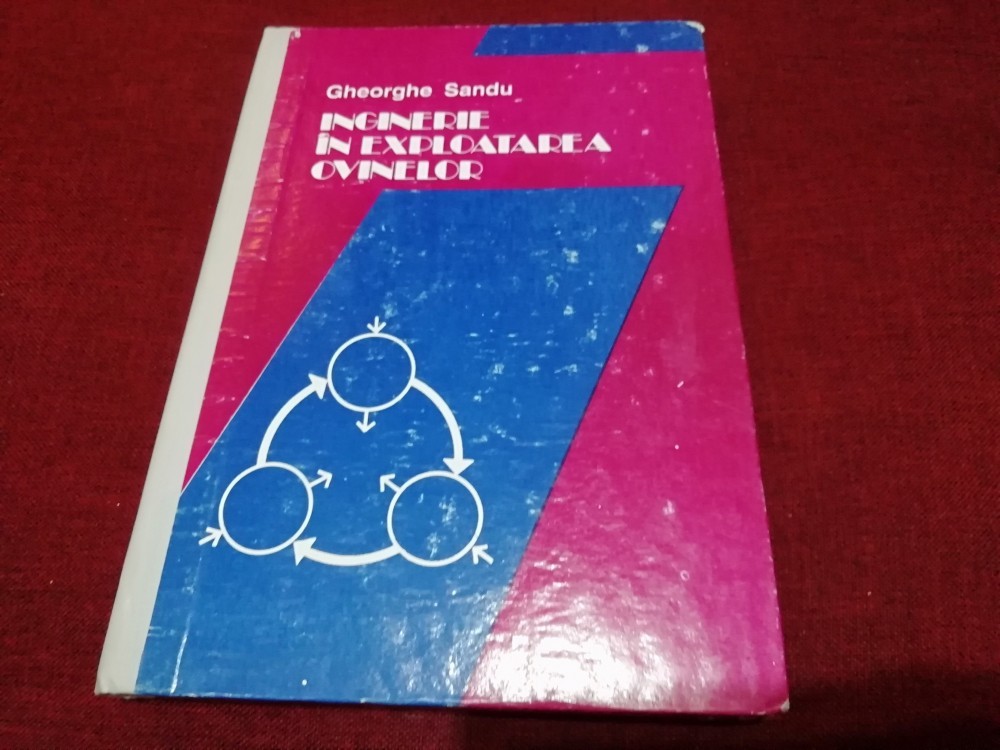 Gheorghe Sandu
INGINERIE
ÎN EXPLOATAREA
OVINELOR